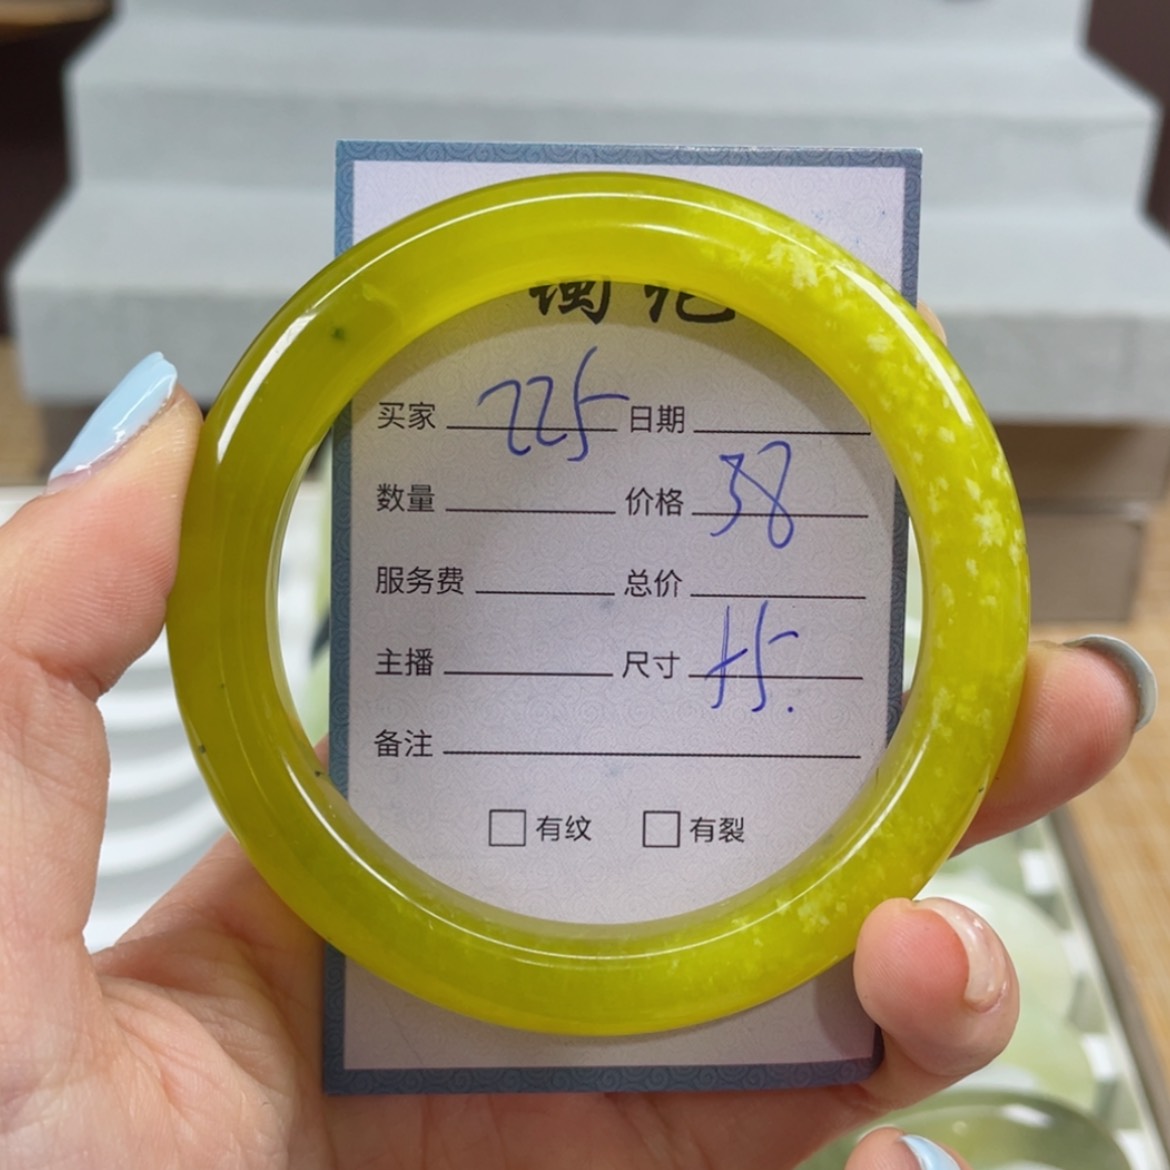 买家 225 日期
数量 价格 38
服务费 总价
主播 尺寸
备注
□ 有纹 □ 有裂